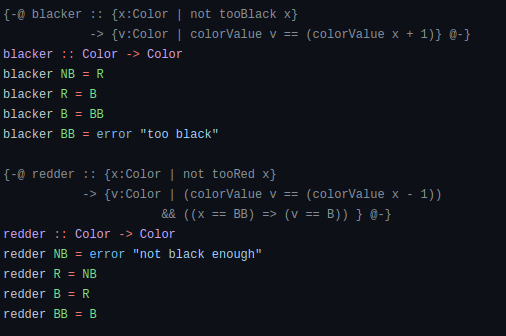 {-@ blacker :: {x:Color | not tooBlack x}
            -> {v:Color | colorValue v == (colorValue x + 1)} @-}
blacker :: Color -> Color
blacker NB = R
blacker R = B
blacker B = BB
blacker BB = error "too black"

{-@ redder :: {x:Color | not tooRed x}
           -> {v:Color | (colorValue v == (colorValue x - 1))
                      && ((x == BB) => (v == B)) } @-}
redder :: Color -> Color
redder NB = error "not black enough"
redder R = NB
redder B = R
redder BB = B